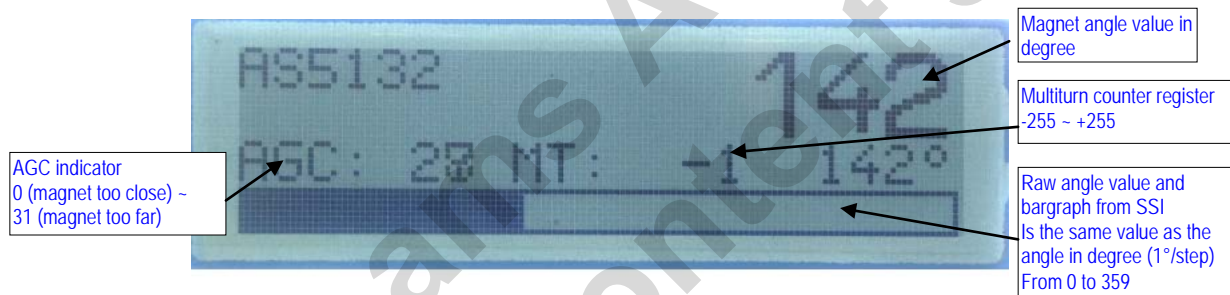 AS5132
142
AGC: MT: -1 142°
Magnet angle value in
degree
Multiturn counter register
-255 ~ +255
AGC indicator
0 (magnet too close) ~
31 (magnet too far)
Raw angle value and
bargraph from SSI
Is the same value as the
angle in degree (1°/step)
From 0 to 359
ams